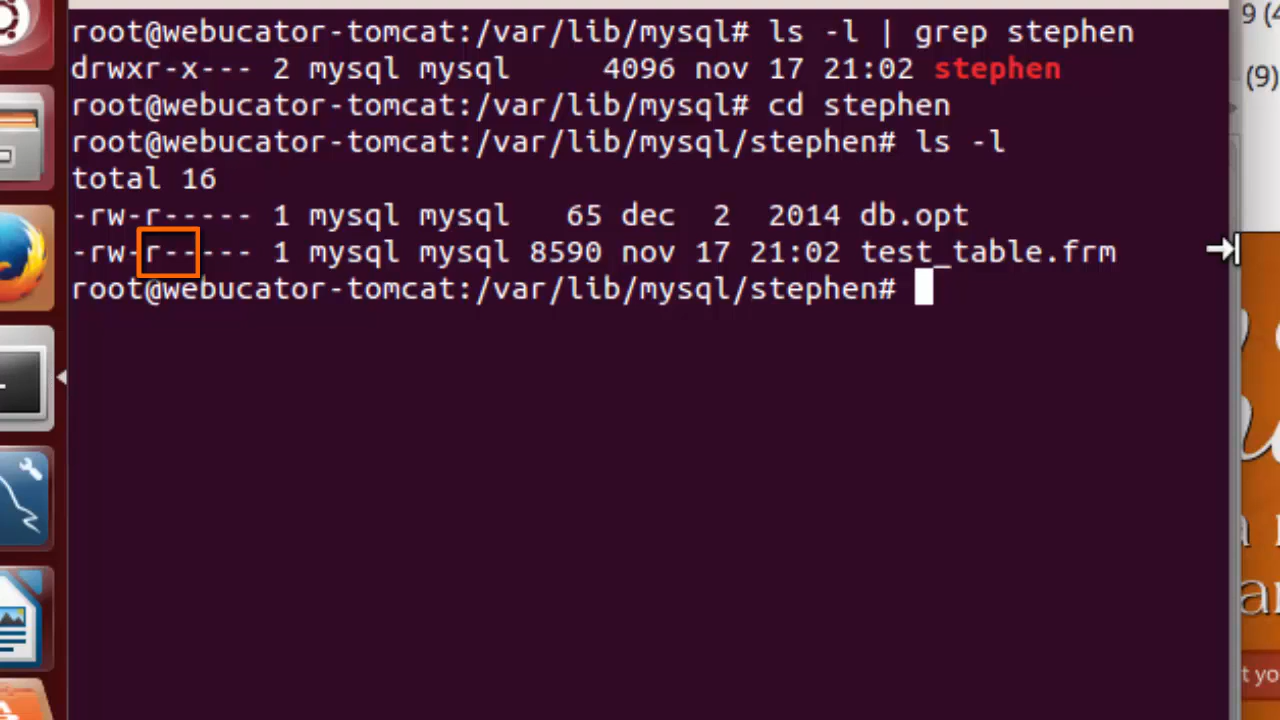 root@webucator-tomcat:/var/lib/mysql# ls -l | grep stephen
drwxr-x--- 2 mysql mysql     4096 nov 17 21:02 stephen
root@webucator-tomcat:/var/lib/mysql# cd stephen
root@webucator-tomcat:/var/lib/mysql/stephen# ls -l
total 16
-rw-r----- 1 mysql mysql   65 dec  2  2014 db.opt
-rw-r----- 1 mysql mysql 8590 nov 17 21:02 test_table.frm
root@webucator-tomcat:/var/lib/mysql/stephen#
(9)